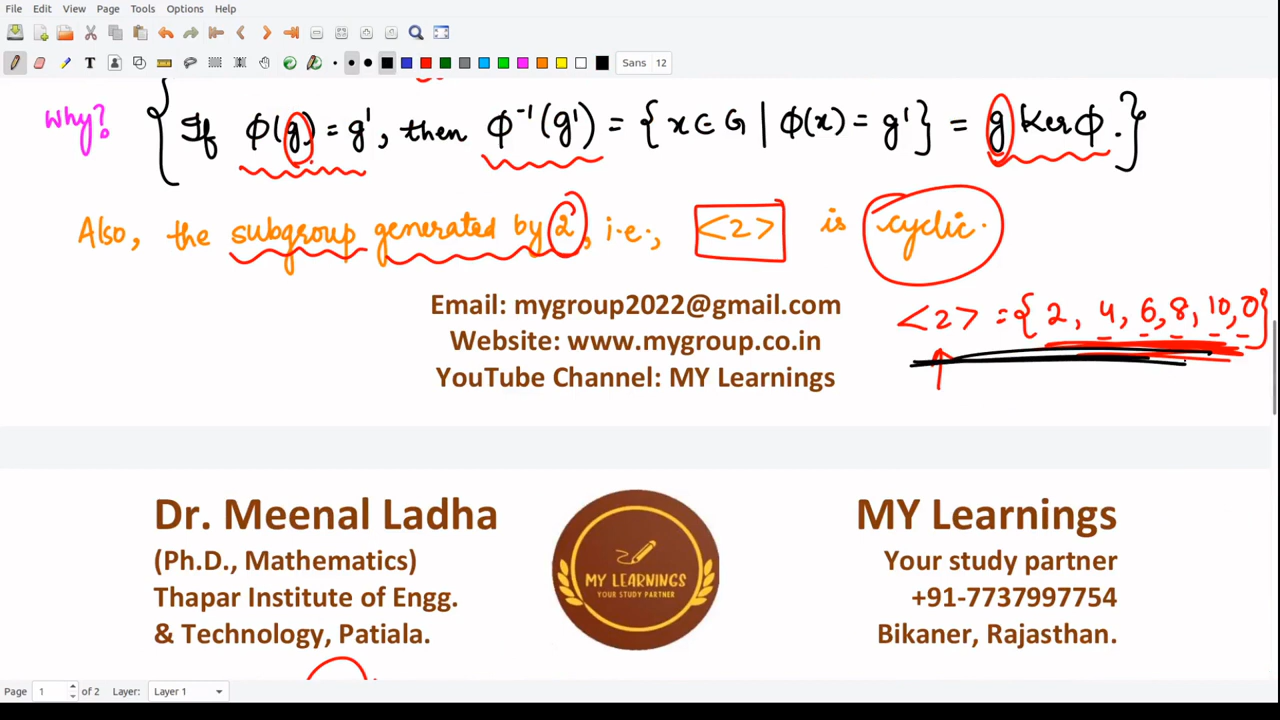 File Edit View Page Tools Options Help
Sans 12
Why? { If Φ(g) = g', then Φ⁻¹(g') = {x ∈ G | Φ(x) = g'} = g Ker Φ. }
Also, the subgroup generated by 2, i.e., <2> is cyclic.
<2> = {2, 4, 6, 8, 10, 0}
Email: mygroup2022@gmail.com
Website: www.mygroup.co.in
YouTube Channel: MY Learnings
Dr. Meenal Ladha
(Ph.D., Mathematics)
Thapar Institute of Engg.
& Technology, Patiala.
MY LEARNINGS
YOUR STUDY PARTNER
MY Learnings
Your study partner
+91-7737997754
Bikaner, Rajasthan.
Page 1 of 2 Layer: Layer 1